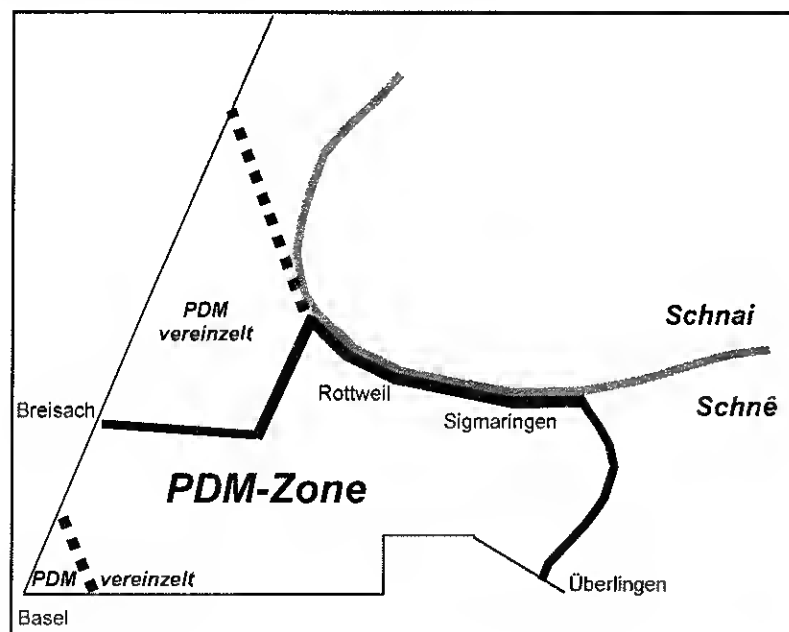 PDM
vereinzelt
Schnai
Rottweil
Breisach
Sigmaringen
Schnê
PDM-Zone
PDM vereinzelt
Überlingen
Basel